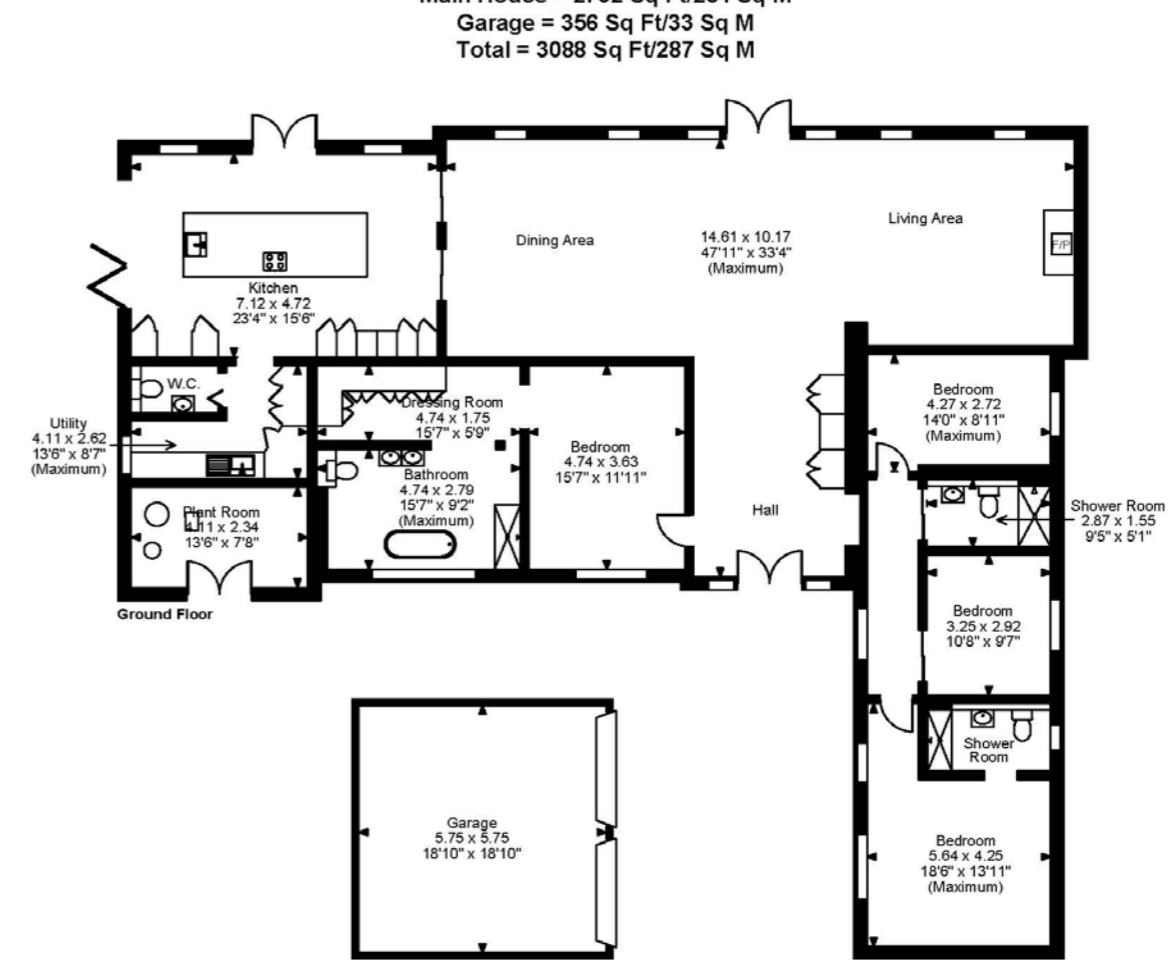 Main House = 2732 Sq Ft/254 Sq M
Garage = 356 Sq Ft/33 Sq M
Total = 3088 Sq Ft/287 Sq M
Kitchen
7.12 x 4.72
23'4" x 15'6"
Dining Area
14.61 x 10.17
47'11" x 33'4"
(Maximum)
Living Area
F/P
W.C.
Utility
4.11 x 2.62
13'6" x 8'7"
(Maximum)
Dressing Room
4.74 x 1.75
15'7" x 5'9"
Bathroom
4.74 x 2.79
15'7" x 9'2"
(Maximum)
Bedroom
4.74 x 3.63
15'7" x 11'11"
Plant Room
4.11 x 2.34
13'6" x 7'8"
Hall
Bedroom
4.27 x 2.72
14'0" x 8'11"
(Maximum)
Shower Room
2.87 x 1.55
9'5" x 5'1"
Bedroom
3.25 x 2.92
10'8" x 9'7"
Ground Floor
Shower
Room
Garage
5.75 x 5.75
18'10" x 18'10"
Bedroom
5.64 x 4.25
18'6" x 13'11"
(Maximum)